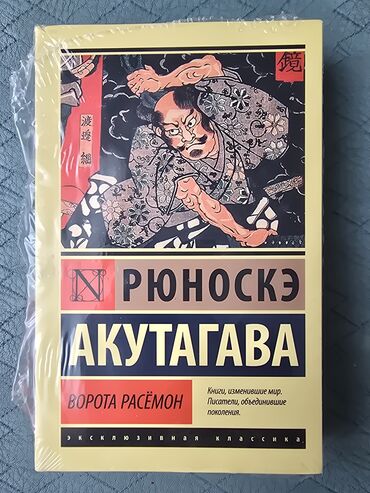 鏡
N
РЮНОСКЭ
АКУТАГАВА
ВОРОТА РАСЁМОН
Книги, изменившие мир.
Писатели, объединившие
поколения.
эксклюзивная классика